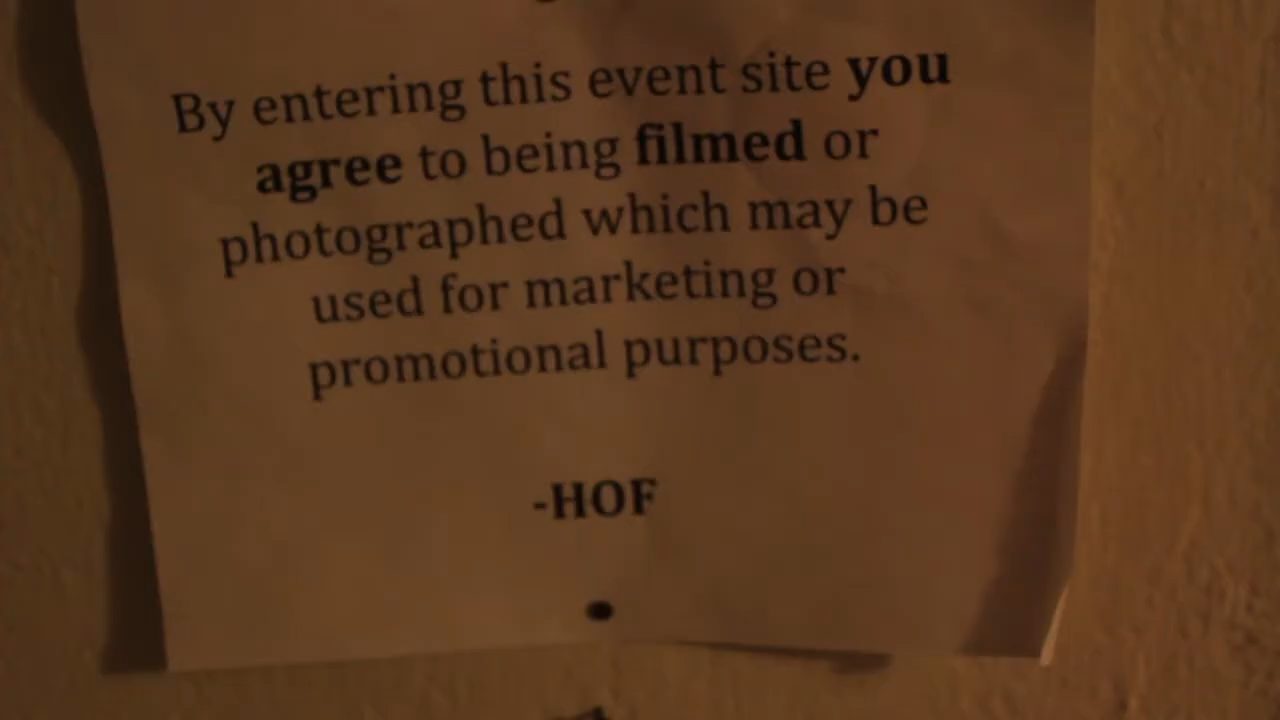 By entering this event site you
agree to being filmed or
photographed which may be
used for marketing or
promotional purposes.
-HOF